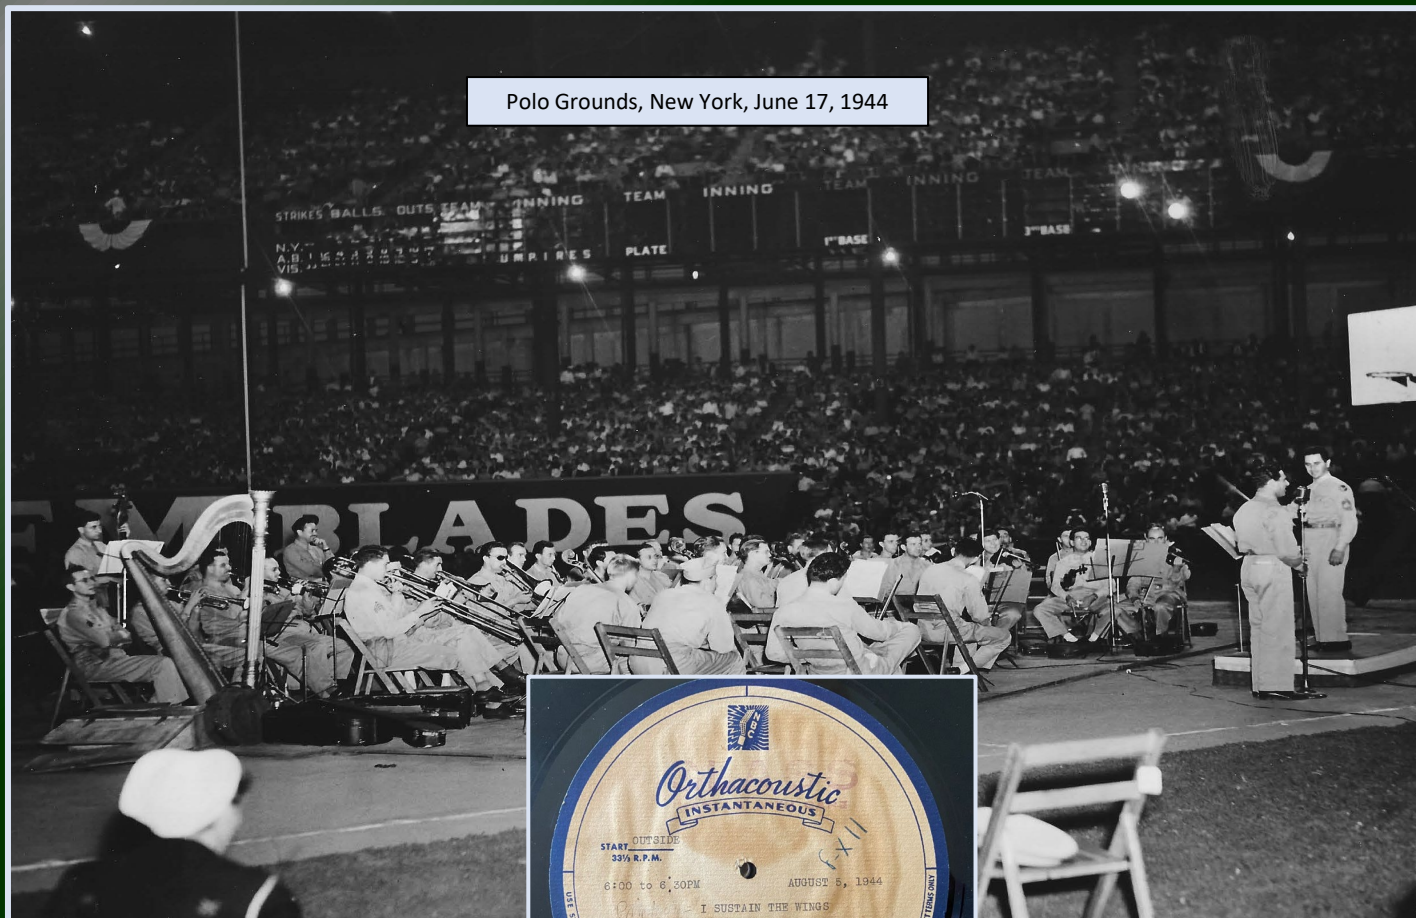 Polo Grounds, New York, June 17, 1944
STRIKES BALLS OUTS TEAM INNING TEAM INNING TEAM INNING TEAM
N.Y.
A.B.
VIS.
UMPIRES PLATE 1ST BASE 3RD BASE
EM BLADES
NBC
Orthacoustic
INSTANTANEOUS
START OUTSIDE
33⅓ R.P.M.
6:00 to 6:30PM AUGUST 5, 1944
I SUSTAIN THE WINGS